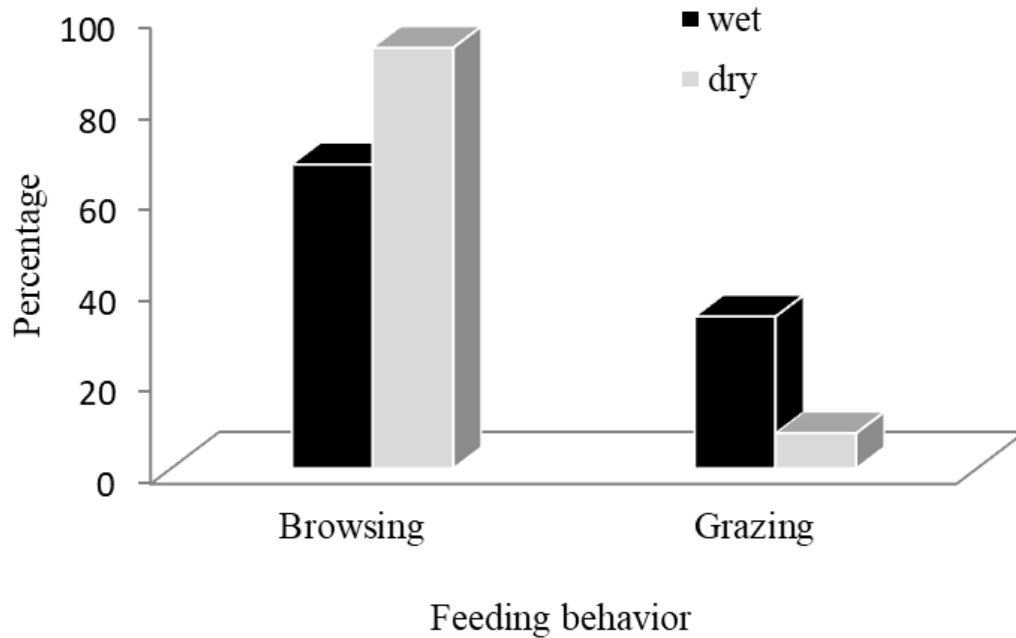 wet
dry
100
80
60
40
20
0
Percentage
Browsing Grazing
Feeding behavior